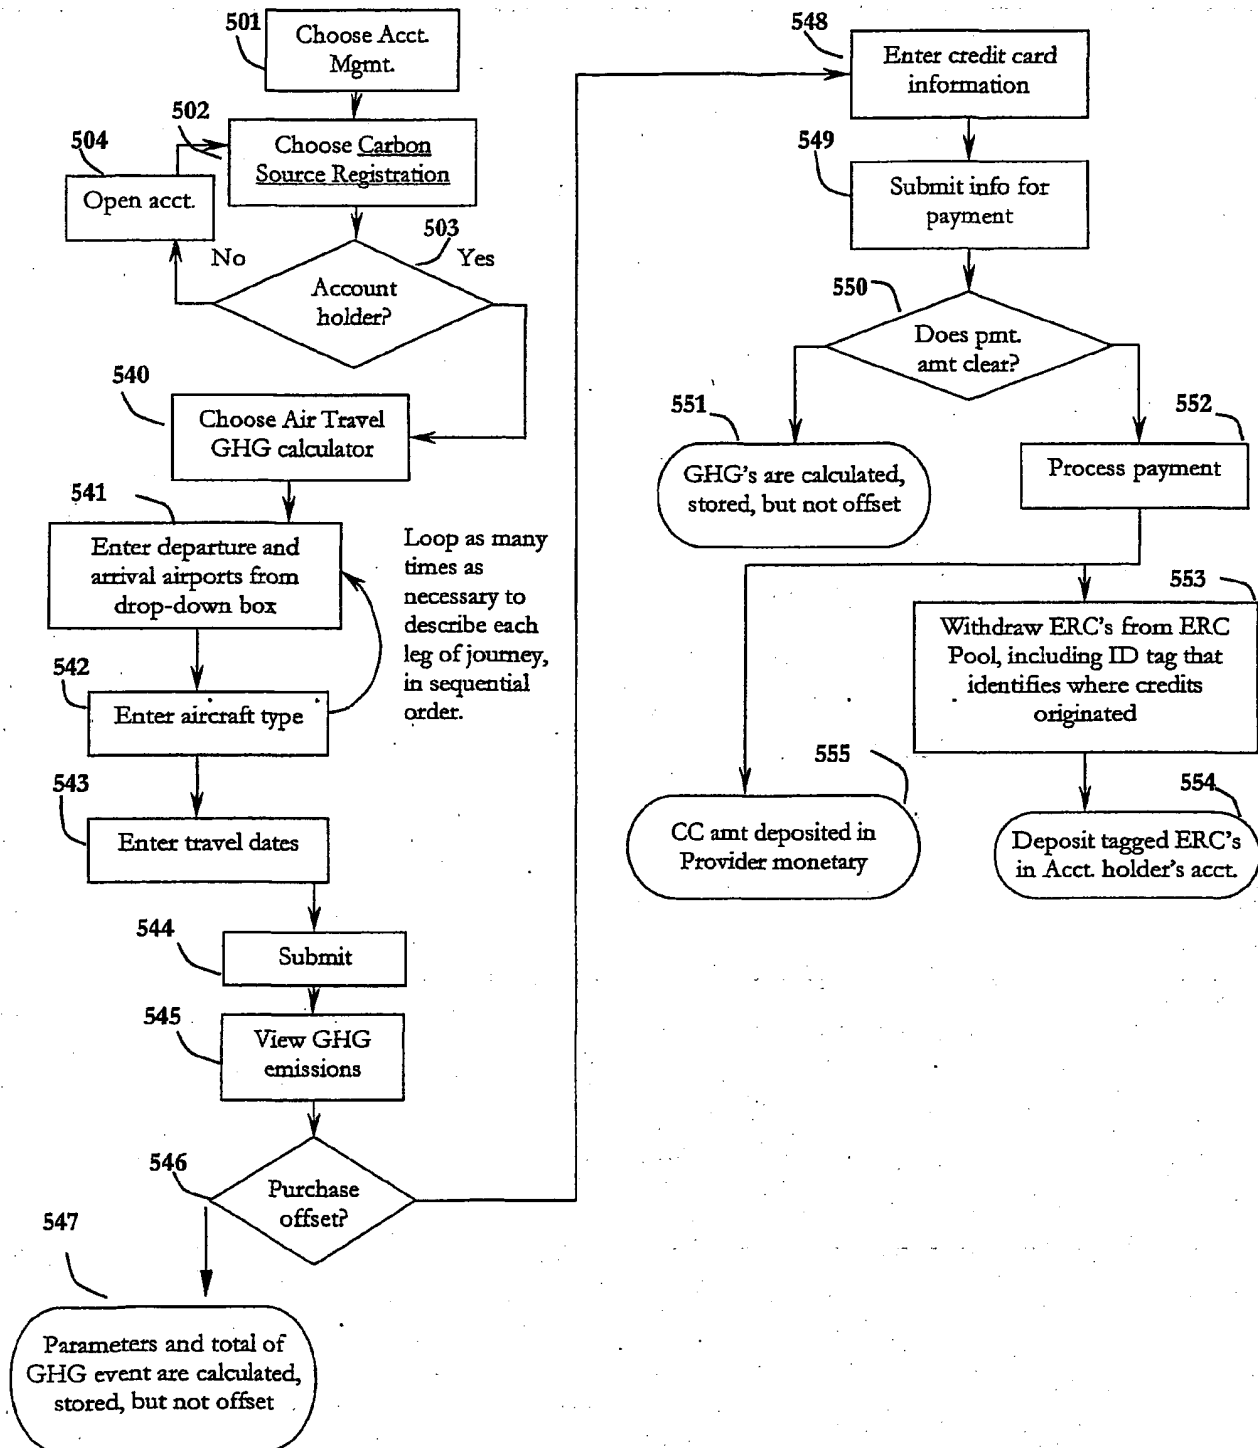 501
Choose Acct.
Mgmt.
502
Choose Carbon
Source Registration
504
Open acct.
No
503
Yes
Account
holder?
540
Choose Air Travel
GHG calculator
541
Enter departure and
arrival airports from
drop-down box
Loop as many
times as
necessary to
describe each
leg of journey,
in sequential
order.
542
Enter aircraft type
543
Enter travel dates
544
Submit
545
View GHG
emissions
546
Purchase
offset?
547
Parameters and total of
GHG event are calculated,
stored, but not offset
548
Enter credit card
information
549
Submit info for
payment
550
Does pmt.
amt clear?
551
GHG's are calculated,
stored, but not offset
552
Process payment
553
Withdraw ERC's from ERC
Pool, including ID tag that
identifies where credits
originated
555
CC amt deposited in
Provider monetary
554
Deposit tagged ERC's
in Acct. holder's acct.